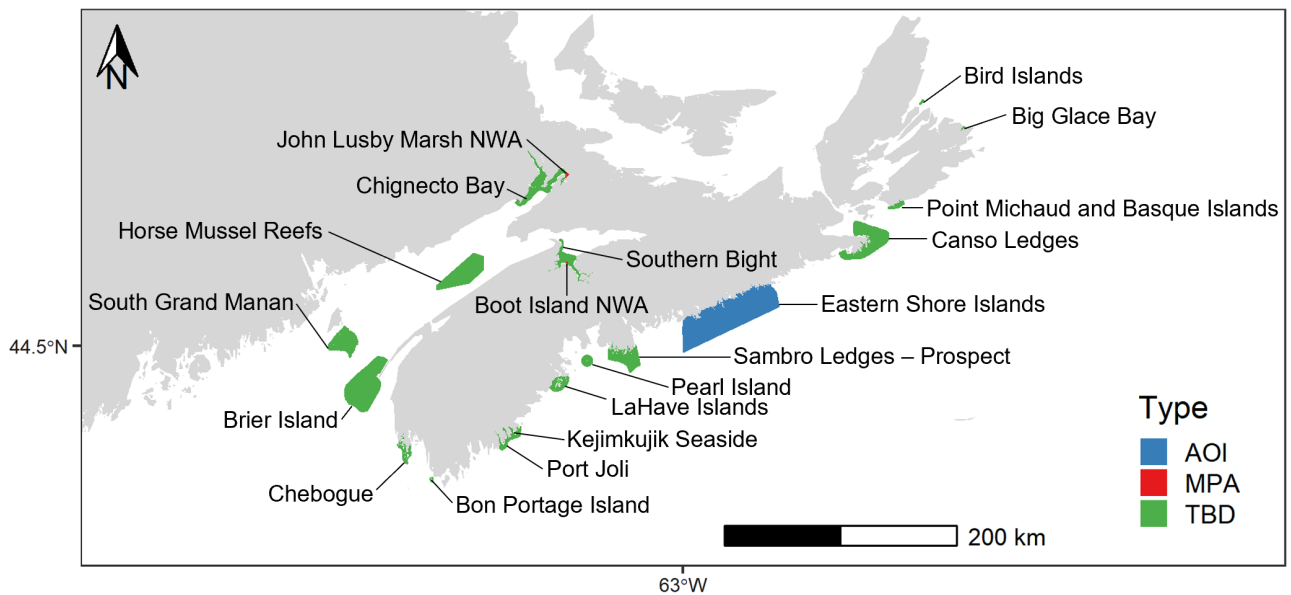 N
Bird Islands
Big Glace Bay
John Lusby Marsh NWA
Chignecto Bay
Point Michaud and Basque Islands
Horse Mussel Reefs
Canso Ledges
Southern Bight
South Grand Manan
Boot Island NWA
Eastern Shore Islands
44.5°N
Sambro Ledges – Prospect
Pearl Island
LaHave Islands
Brier Island
Kejimkujik Seaside
Port Joli
Chebogue
Bon Portage Island
Type
AOI
MPA
TBD
200 km
63°W